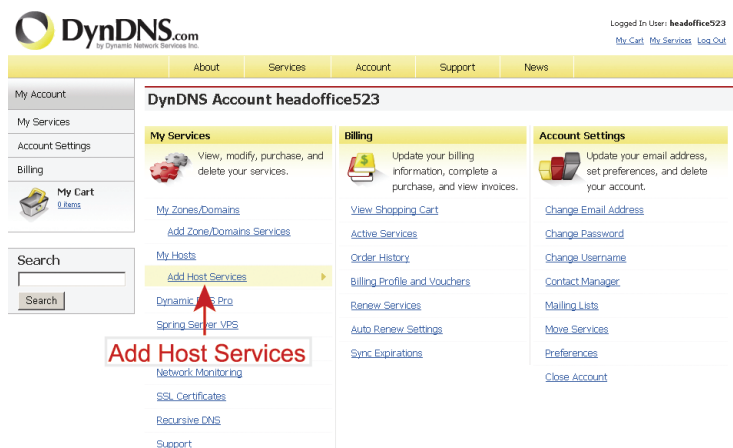 DynDNS.com
by Dynamic Network Services Inc.
Logged In User: headoffice523
My Cart My Services Log Out
About Services Account Support News
My Account
My Services
Account Settings
Billing
My Cart
0 items
Search
Search
DynDNS Account headoffice523
My Services
View, modify, purchase, and
delete your services.
My Zones/Domains
Add Zone/Domains Services
My Hosts
Add Host Services
Dynamic DNS Pro
Spring Server VPS
Add Host Services
Network Monitoring
SSL Certificates
Recursive DNS
Support
Billing
Update your billing
information, complete a
purchase, and view invoices.
View Shopping Cart
Active Services
Order History
Billing Profile and Vouchers
Renew Services
Auto Renew Settings
Sync Expirations
Account Settings
Update your email address,
set preferences, and delete
your account.
Change Email Address
Change Password
Change Username
Contact Manager
Mailing Lists
Move Services
Preferences
Close Account